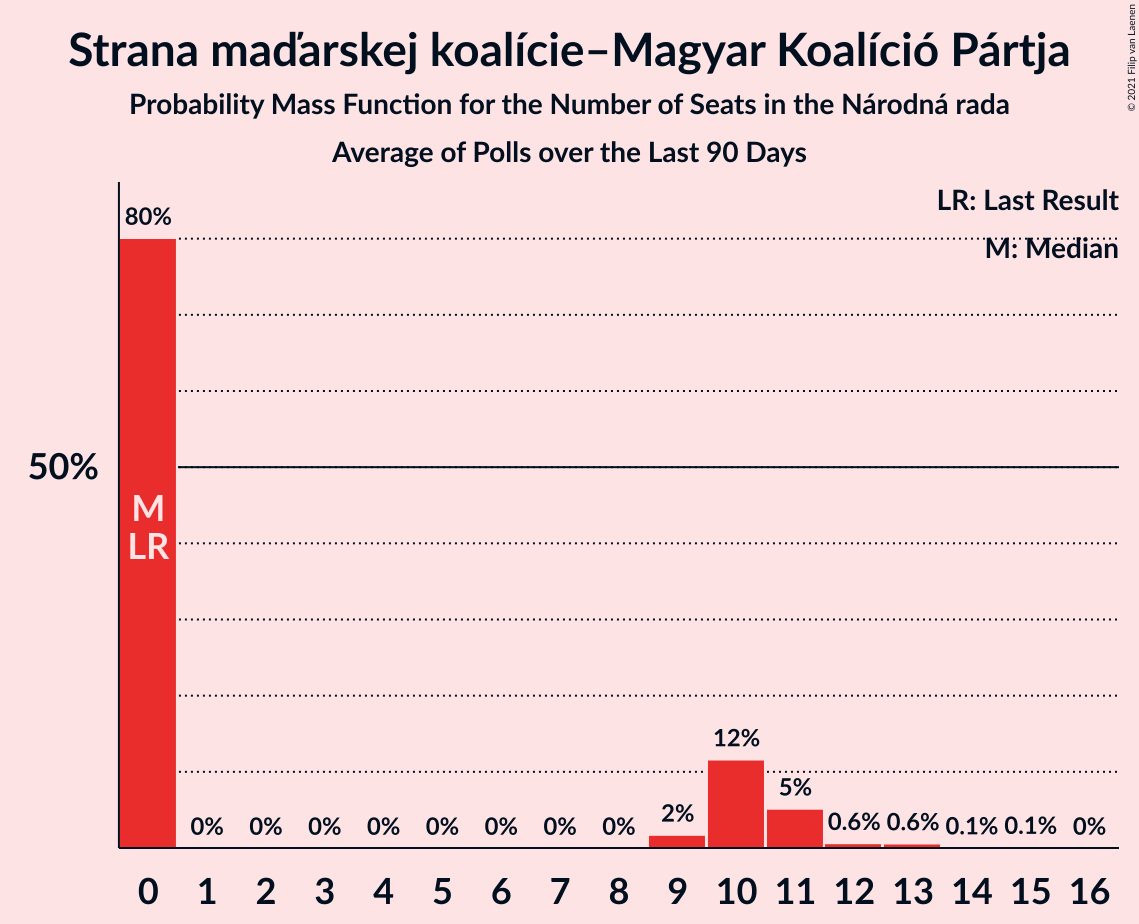 Strana maďarskej koalície–Magyar Koalíció Pártja
Probability Mass Function for the Number of Seats in the Národná rada
Average of Polls over the Last 90 Days
© 2021 Filip van Laenen
LR: Last Result
M: Median
80%
50%
M
LR
0% 0% 0% 0% 0% 0% 0% 0% 2% 12% 5% 0.6% 0.6% 0.1% 0.1% 0%
0 1 2 3 4 5 6 7 8 9 10 11 12 13 14 15 16